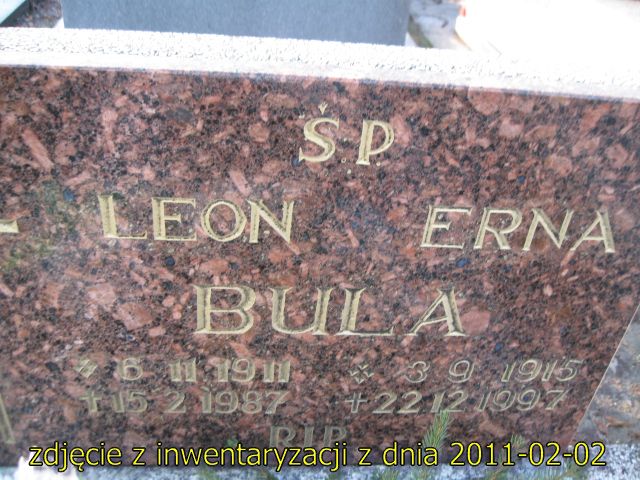 Ś.P.
LEON ERNA
BULA
* 6 11 1911 * 3 9 1915
+ 15 2 1987 + 22 12 1997
RIP
zdjęcie z inwentaryzacji z dnia 2011-02-02